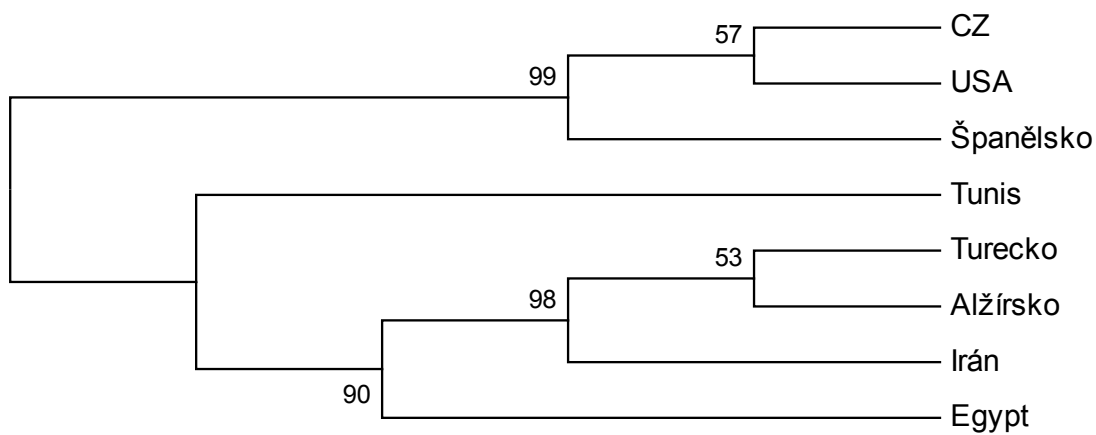 57
CZ
99
USA
Španělsko
Tunis
53
Turecko
98
Alžírsko
Irán
90
Egypt